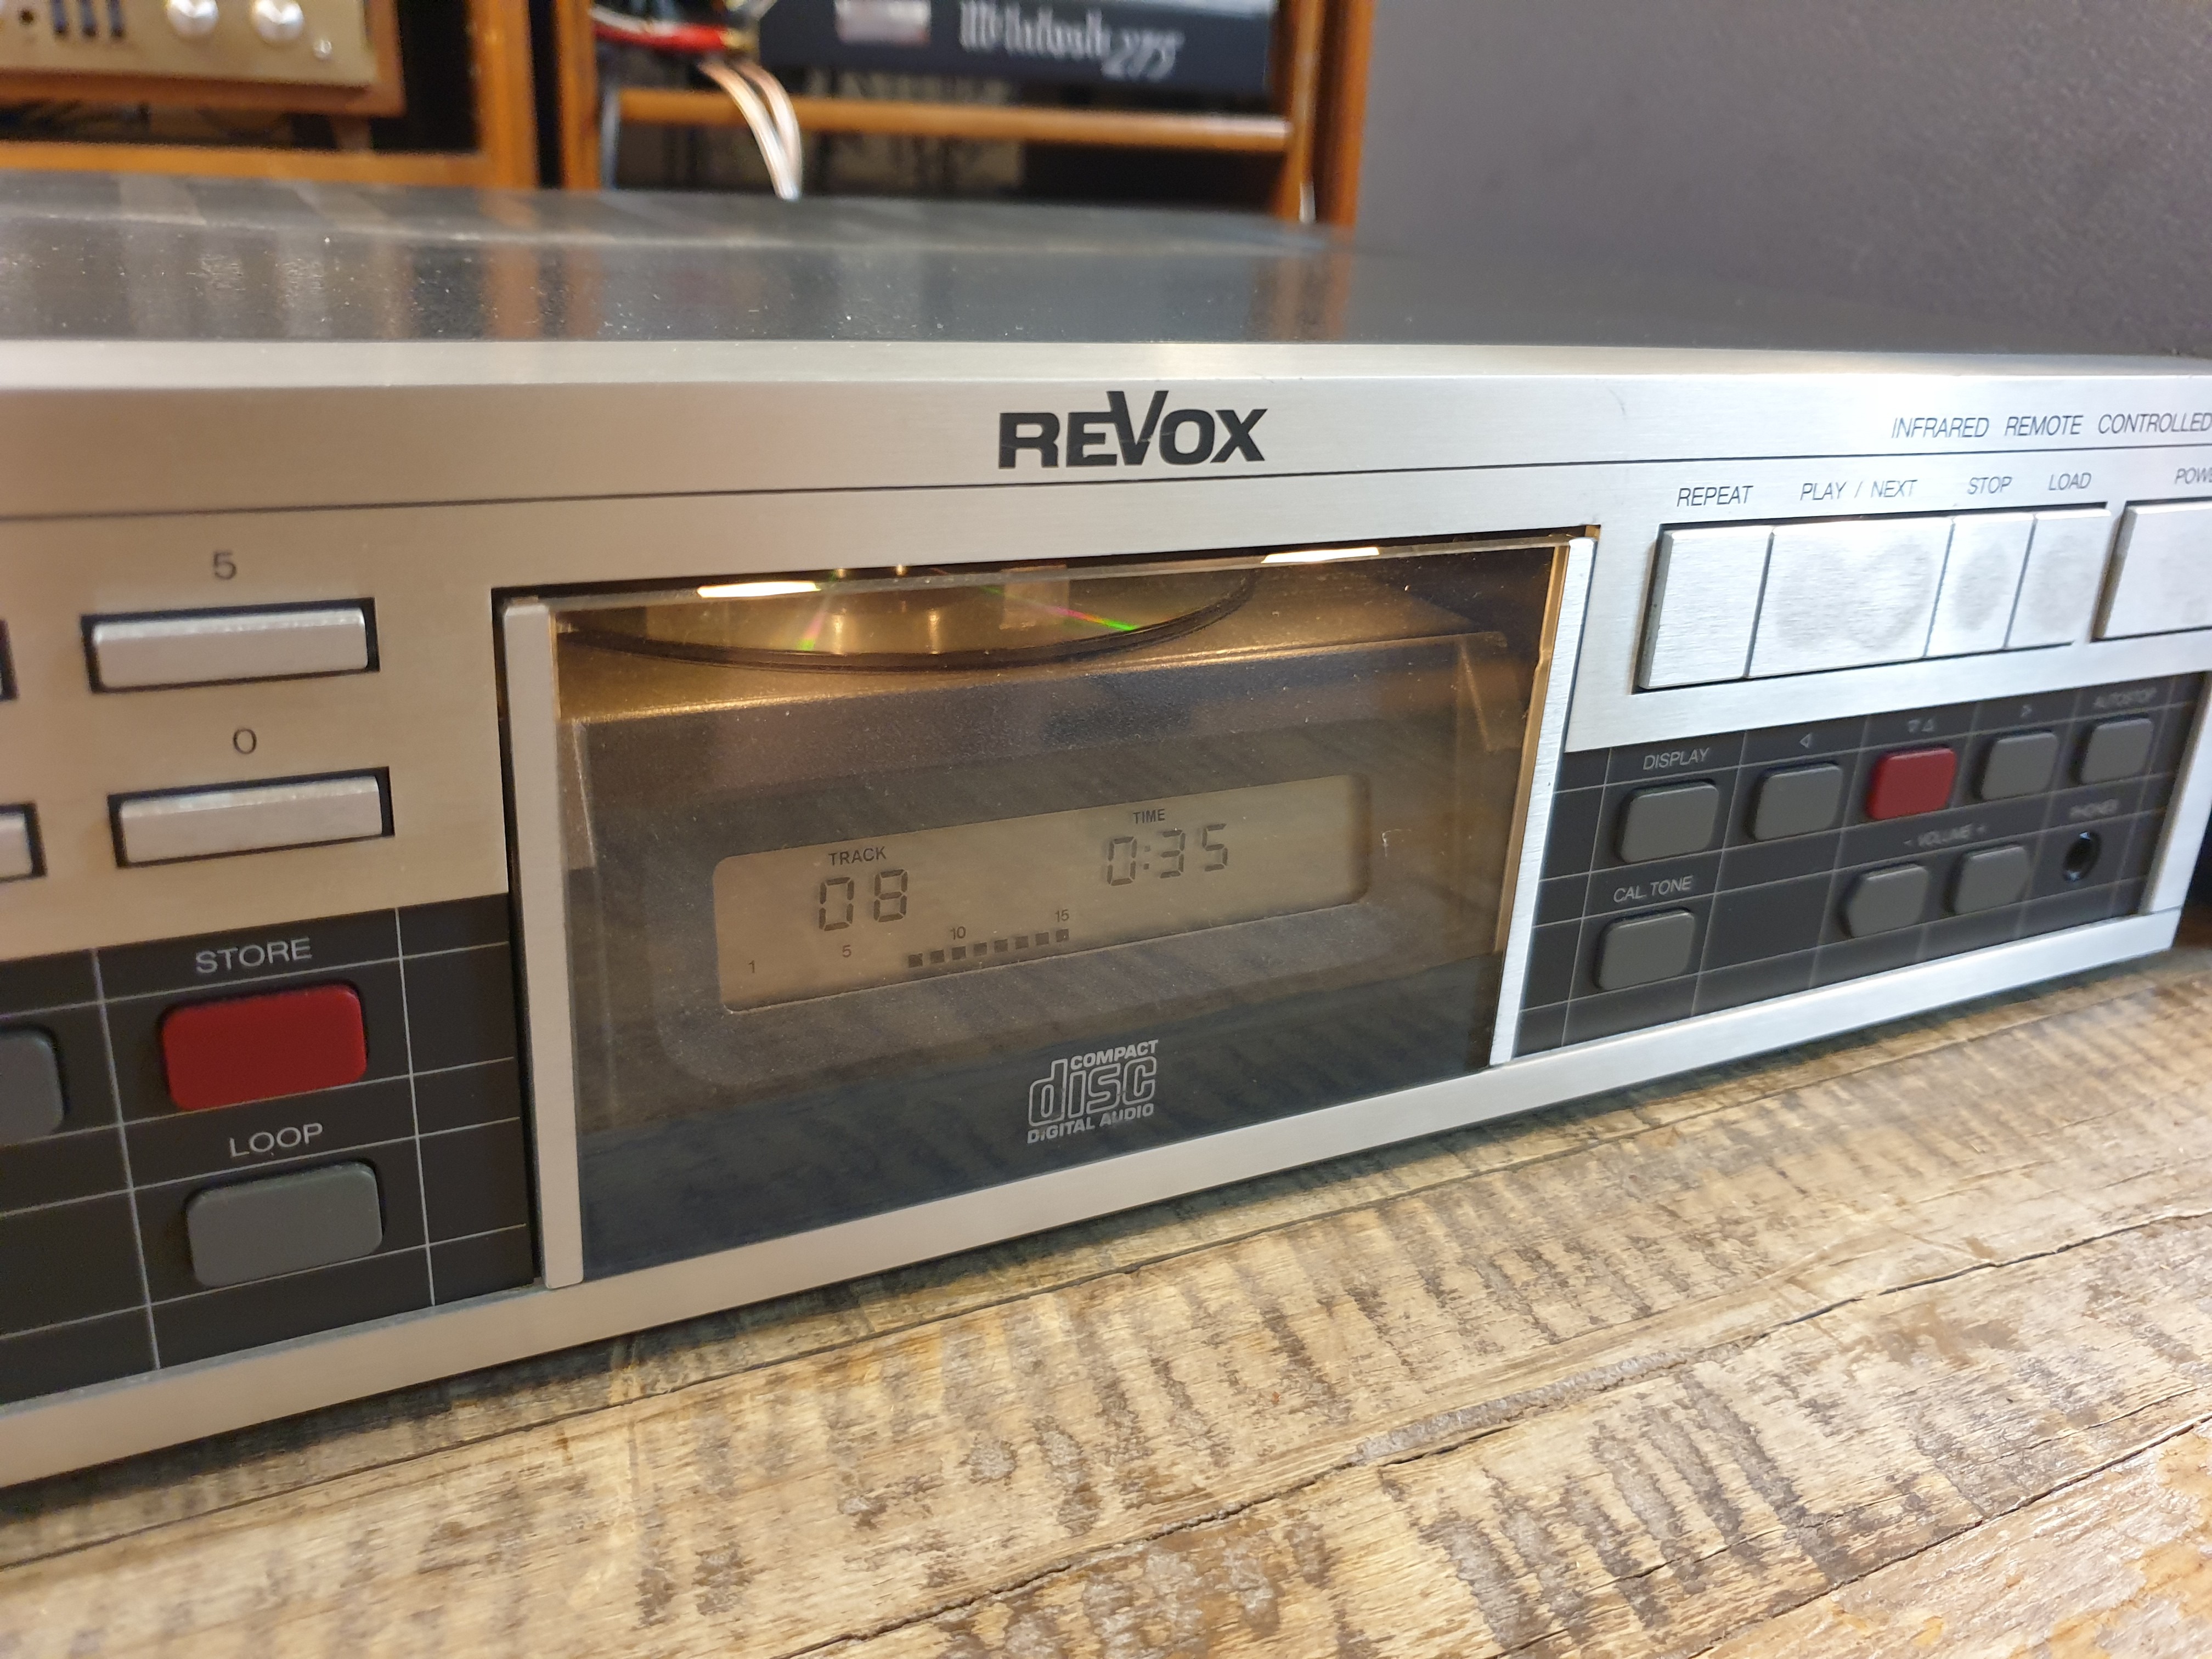 McIntosh 275
REVOX
INFRARED REMOTE CONTROLLED
REPEAT PLAY / NEXT STOP LOAD
5
0
STORE
LOOP
TRACK TIME
08 0:35
1 5 10 15
COMPACT
disc
DIGITAL AUDIO
DISPLAY ◁ ▽ △ ▷ AUTOSTOP
CAL. TONE - VOLUME + PHONES